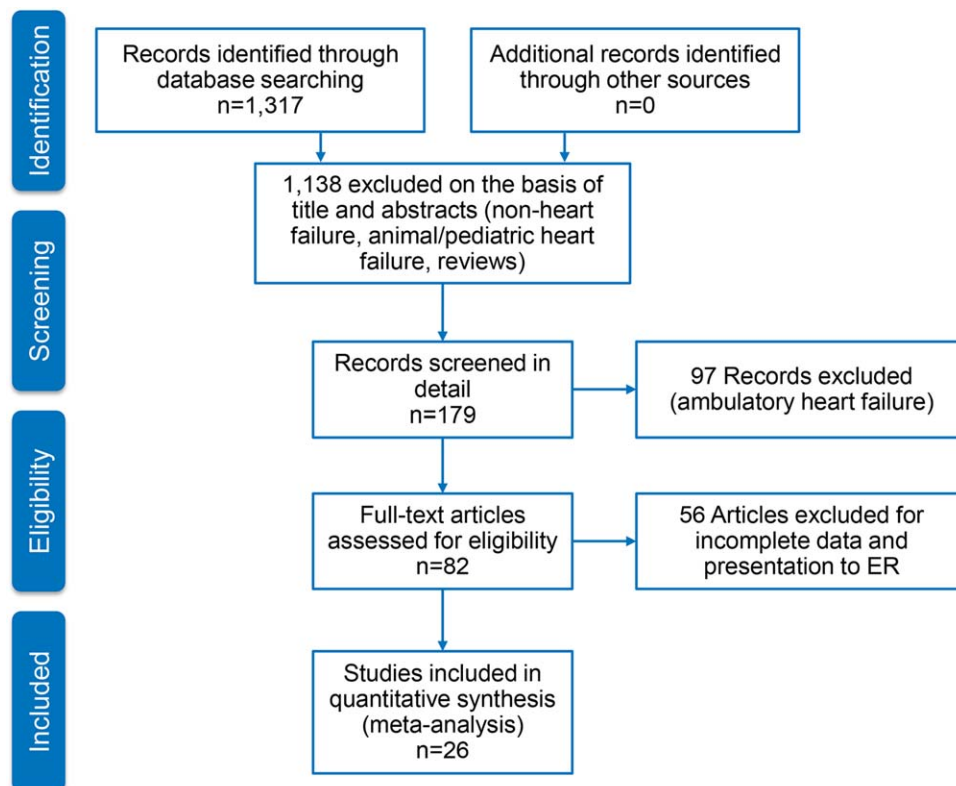 Identification
Records identified through
database searching
n=1,317
Additional records identified
through other sources
n=0
1,138 excluded on the basis of
title and abstracts (non-heart
failure, animal/pediatric heart
failure, reviews)
Screening
Records screened in
detail
n=179
97 Records excluded
(ambulatory heart failure)
Eligibility
Full-text articles
assessed for eligibility
n=82
56 Articles excluded for
incomplete data and
presentation to ER
Included
Studies included in
quantitative synthesis
(meta-analysis)
n=26